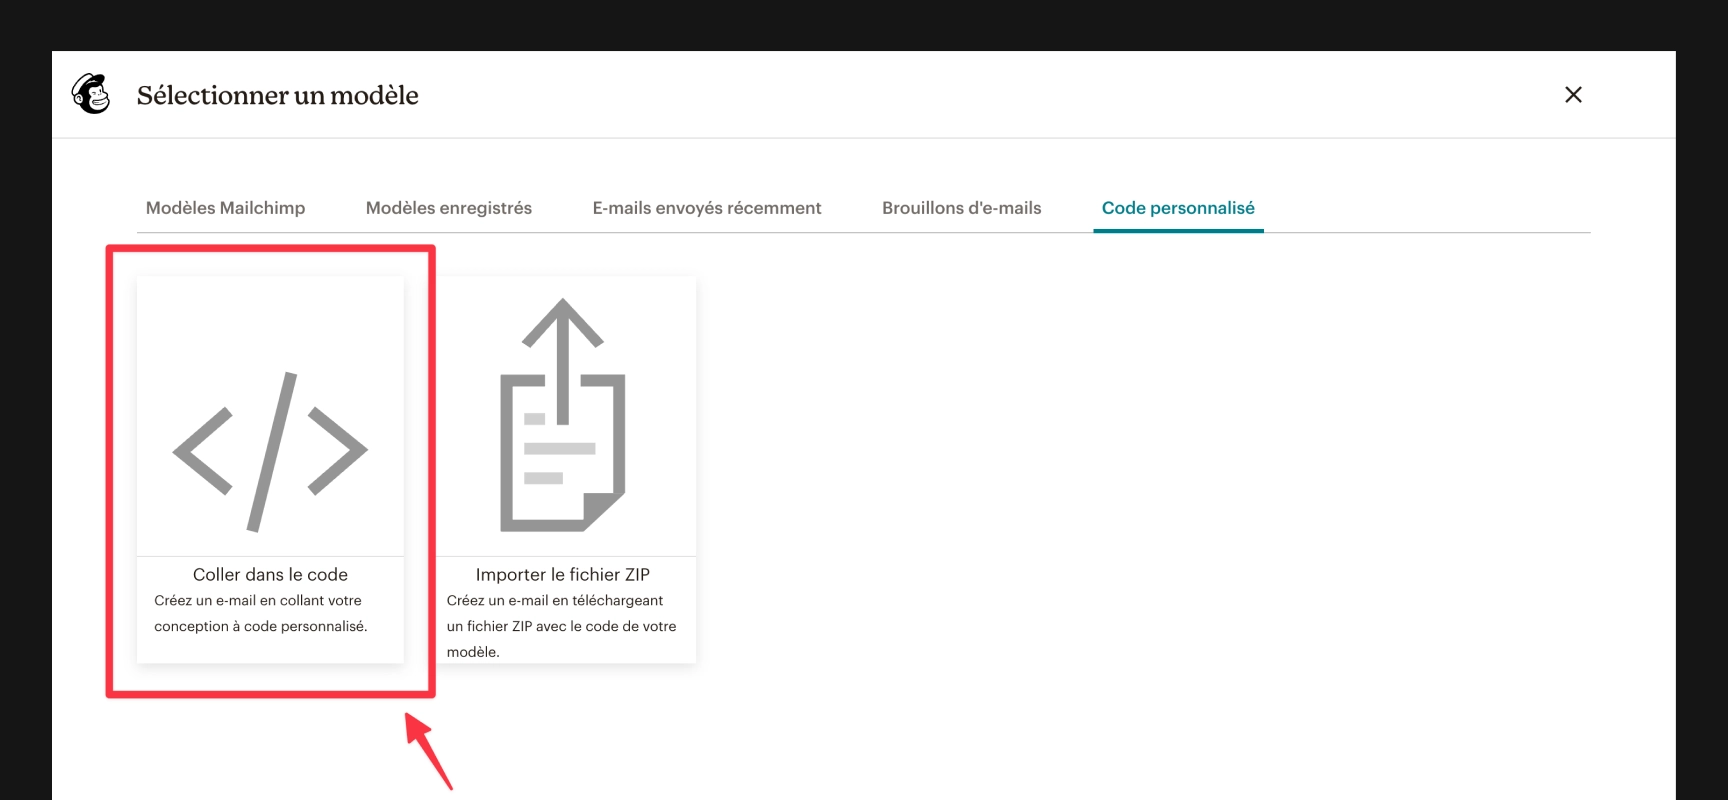 Sélectionner un modèle
Modèles Mailchimp
Modèles enregistrés
E-mails envoyés récemment
Brouillons d'e-mails
Code personnalisé
Coller dans le code
Créez un e-mail en collant votre
conception à code personnalisé.
Importer le fichier ZIP
Créez un e-mail en téléchargeant
un fichier ZIP avec le code de votre
modèle.